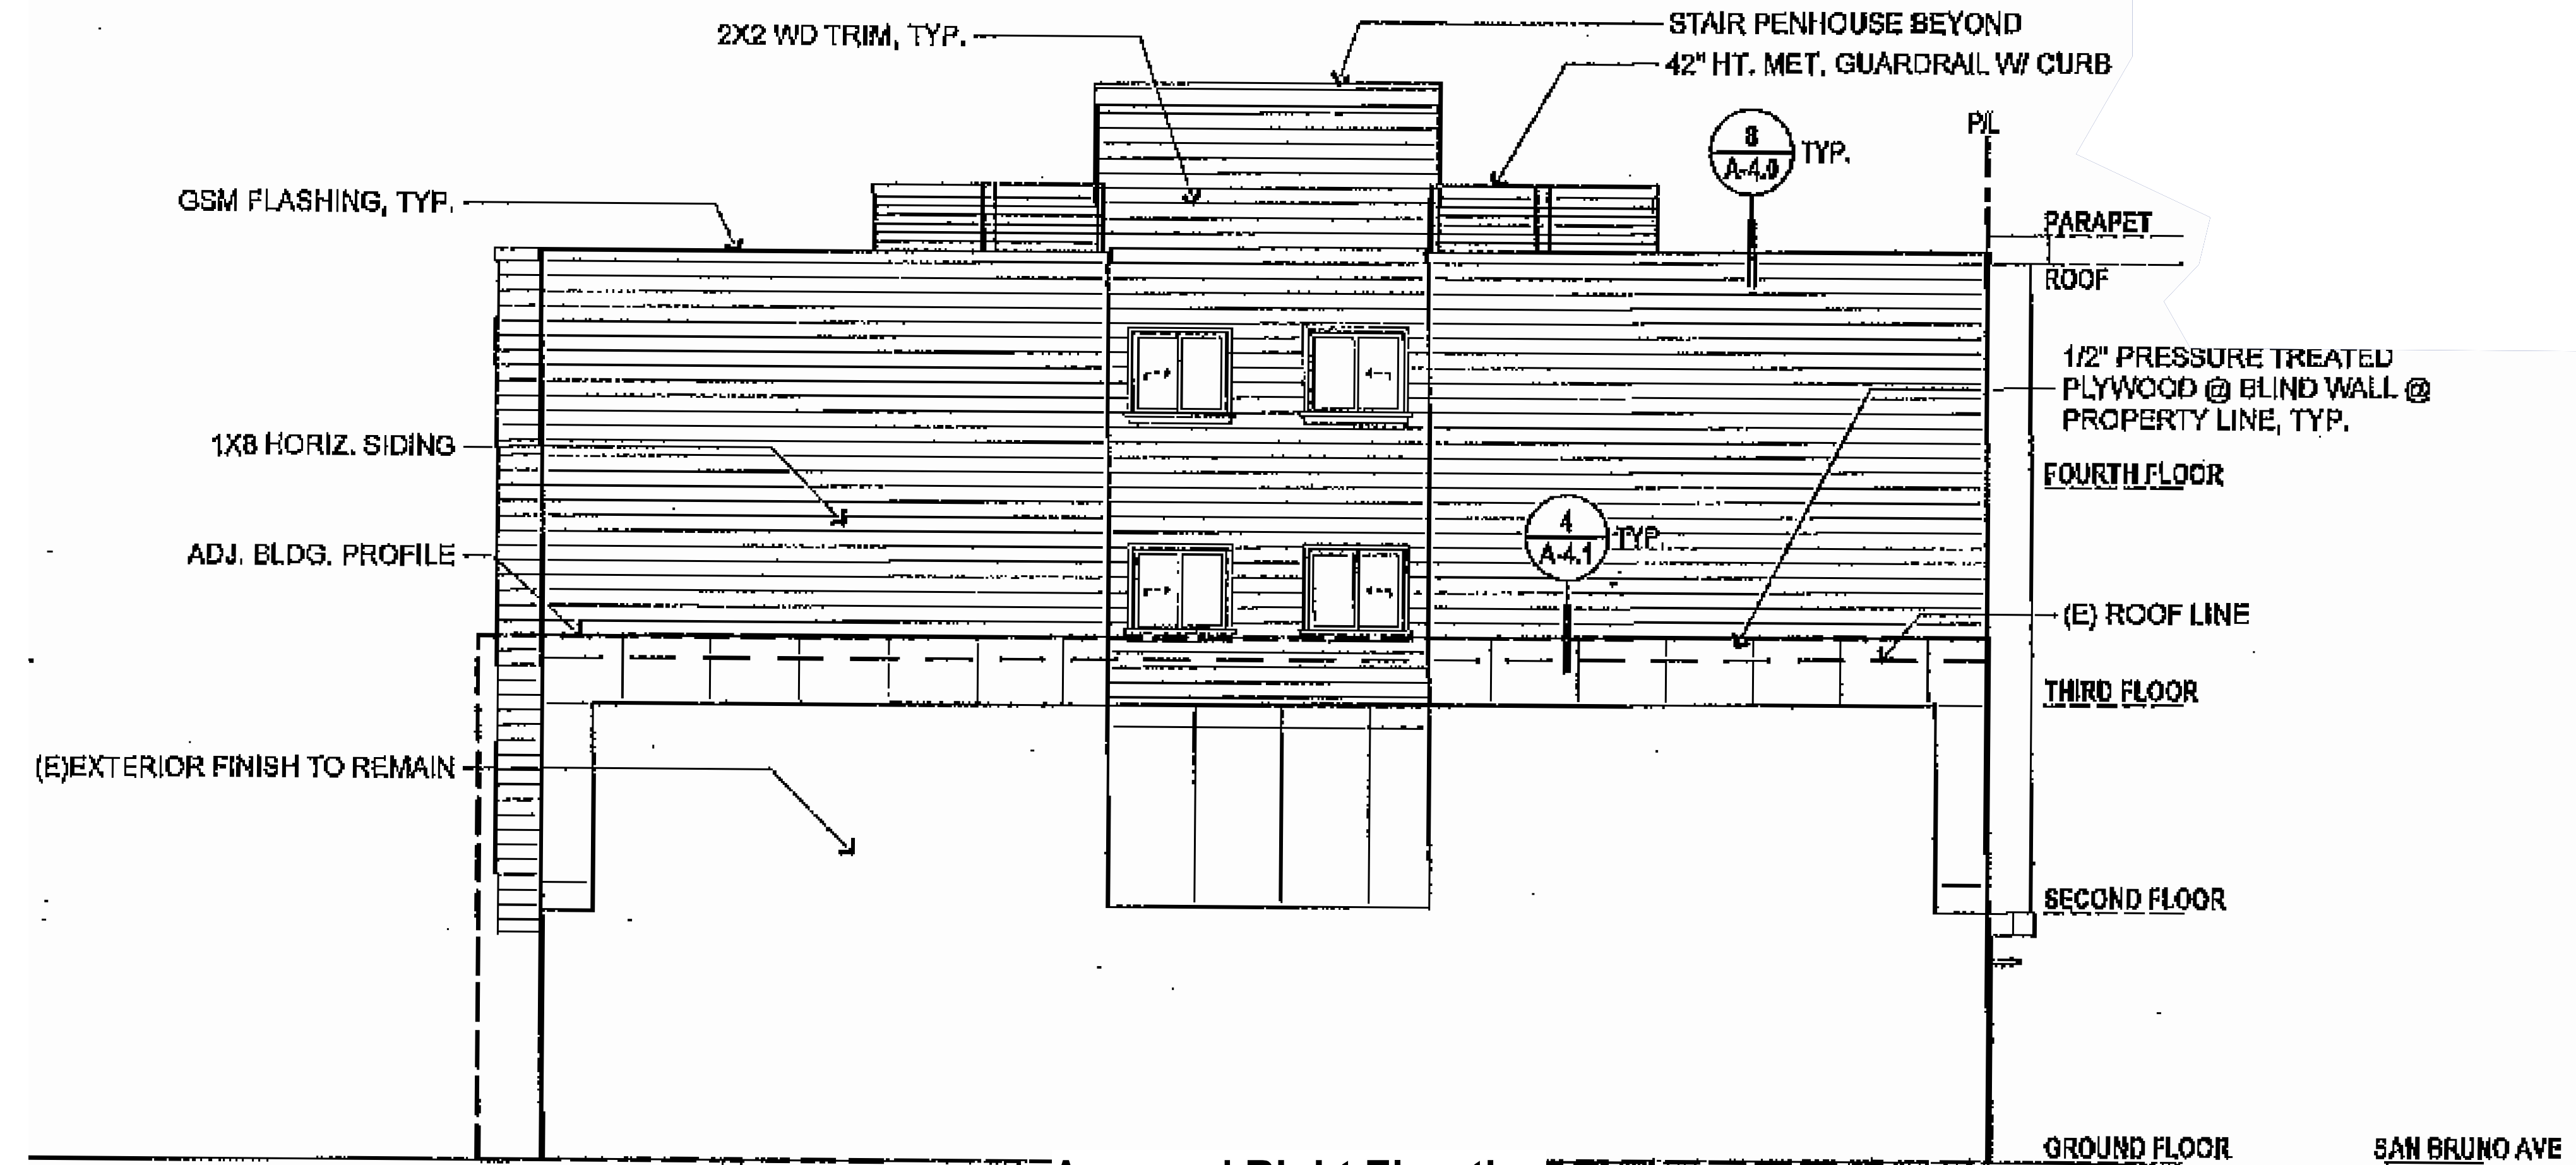 STAIR PENHOUSE BEYOND
2X2 WD TRIM, TYP.
42" HT. MET. GUARDRAIL W/ CURB
P/L
8
A-4.0
TYP.
GSM FLASHING, TYP.
PARAPET
ROOF
1/2" PRESSURE TREATED
PLYWOOD @ BLIND WALL @
PROPERTY LINE, TYP.
1X8 HORIZ. SIDING
FOURTH FLOOR
4
A-4.1
TYP.
ADJ. BLDG. PROFILE
(E) ROOF LINE
THIRD FLOOR
(E)EXTERIOR FINISH TO REMAIN
SECOND FLOOR
GROUND FLOOR
SAN BRUNO AVE